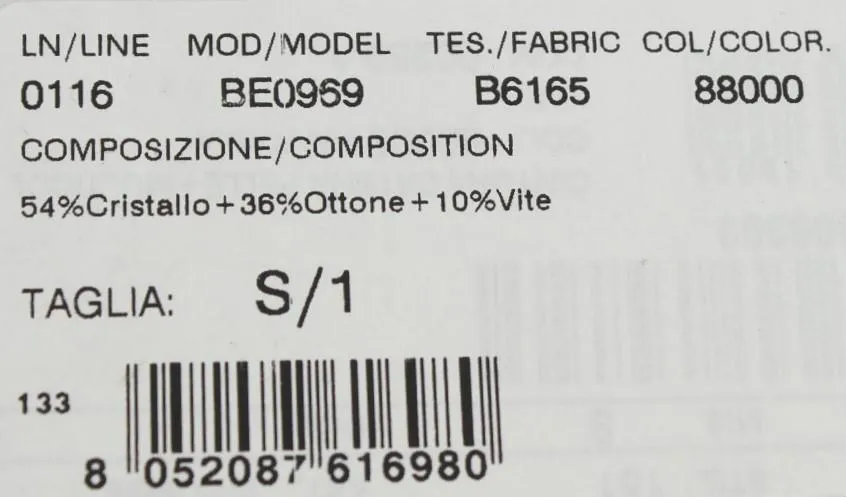 LN/LINE MOD/MODEL TES./FABRIC COL/COLOR.
0116 BE0969 B6165 88000
COMPOSIZIONE/COMPOSITION
54%Cristallo+36%Ottone+10%Vite
TAGLIA: S/1
133
8 052087 616980